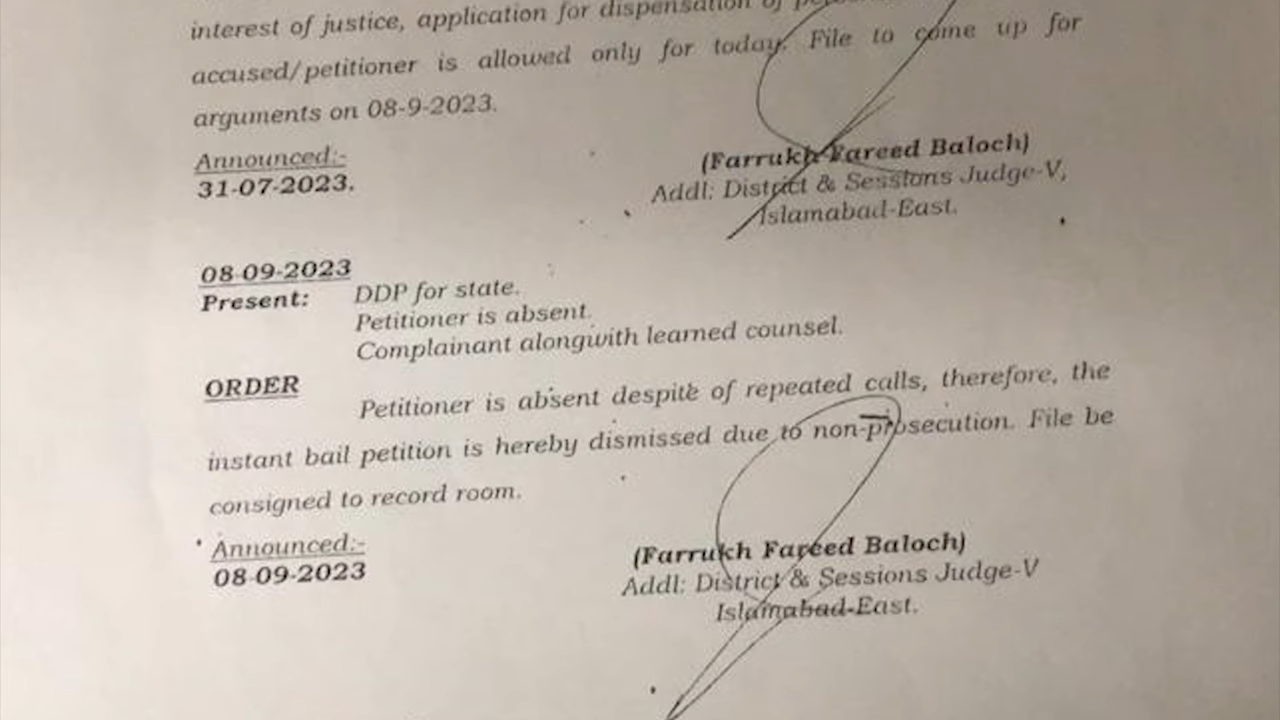 interest of justice, application for dispensation of
accused/petitioner is allowed only for today. File to come up for
arguments on 08-9-2023.
Announced:-
31-07-2023.
(Farrukh Fareed Baloch)
Addl: District & Sessions Judge-V,
Islamabad-East.
08-09-2023
Present: DDP for state.
Petitioner is absent.
Complainant alongwith learned counsel.
ORDER
Petitioner is absent despite of repeated calls, therefore, the
instant bail petition is hereby dismissed due to non-prosecution. File be
consigned to record room.
Announced:-
08-09-2023
(Farrukh Fareed Baloch)
Addl: District & Sessions Judge-V
Islamabad-East.